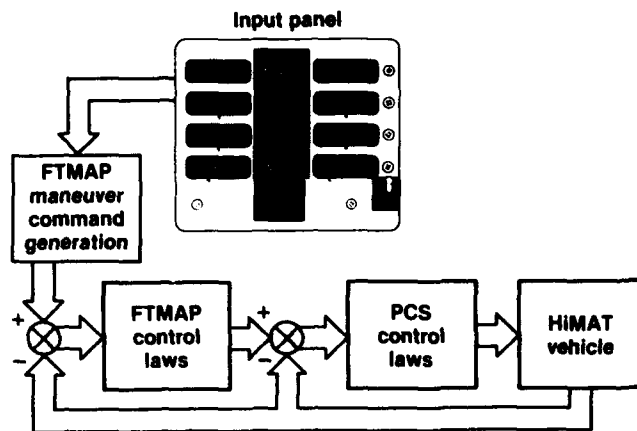 Input panel
FTMAP
maneuver
command
generation
+
−
FTMAP
control
laws
+
−
PCS
control
laws
HiMAT
vehicle